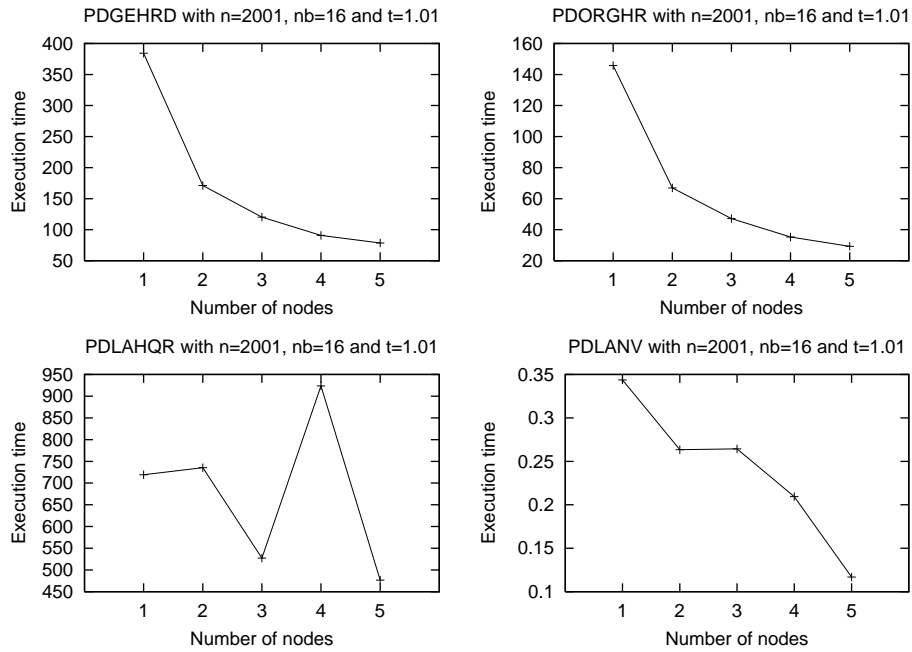 PDGEHRD with n=2001, nb=16 and t=1.01
Execution time
400
350
300
250
200
150
100
50
1 2 3 4 5
Number of nodes
PDORGHR with n=2001, nb=16 and t=1.01
Execution time
160
140
120
100
80
60
40
20
1 2 3 4 5
Number of nodes
PDLAHQR with n=2001, nb=16 and t=1.01
Execution time
950
900
850
800
750
700
650
600
550
500
450
1 2 3 4 5
Number of nodes
PDLANV with n=2001, nb=16 and t=1.01
Execution time
0.35
0.3
0.25
0.2
0.15
0.1
1 2 3 4 5
Number of nodes